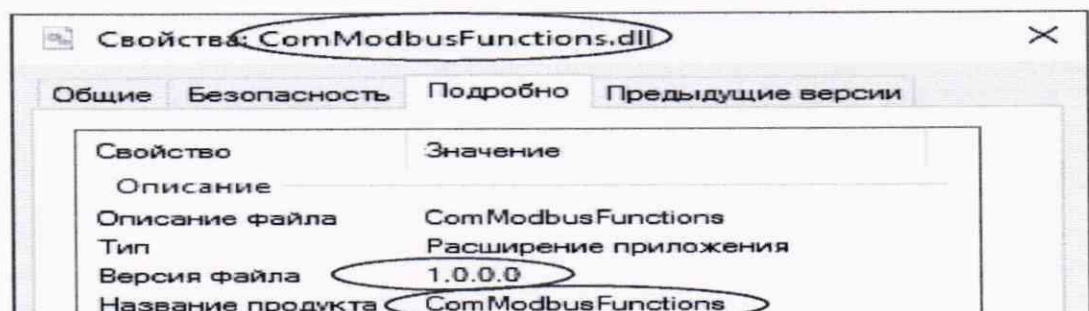 Свойства: ComModbusFunctions.dll
Общие Безопасность Подробно Предыдущие версии
Свойство Значение
Описание
Описание файла ComModbusFunctions
Тип Расширение приложения
Версия файла 1.0.0.0
Название продукта ComModbusFunctions